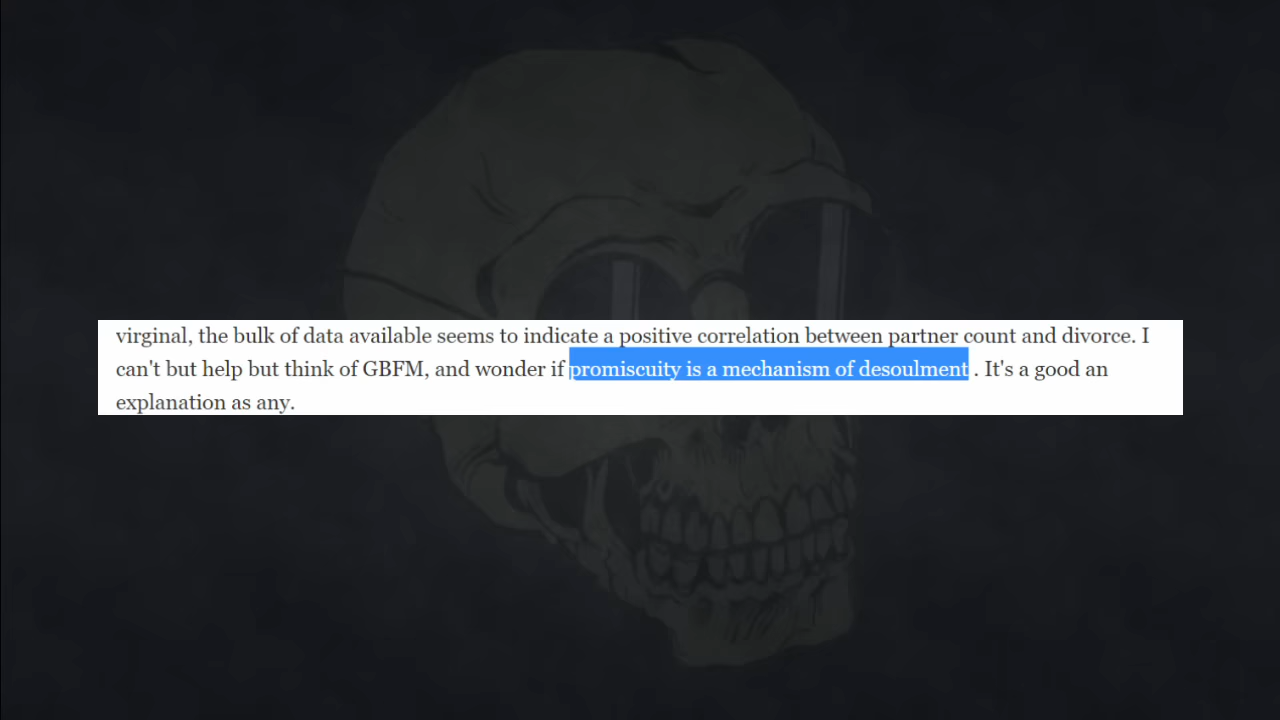 virginal, the bulk of data available seems to indicate a positive correlation between partner count and divorce. I
can't but help but think of GBFM, and wonder if promiscuity is a mechanism of desoulment . It's a good an
explanation as any.